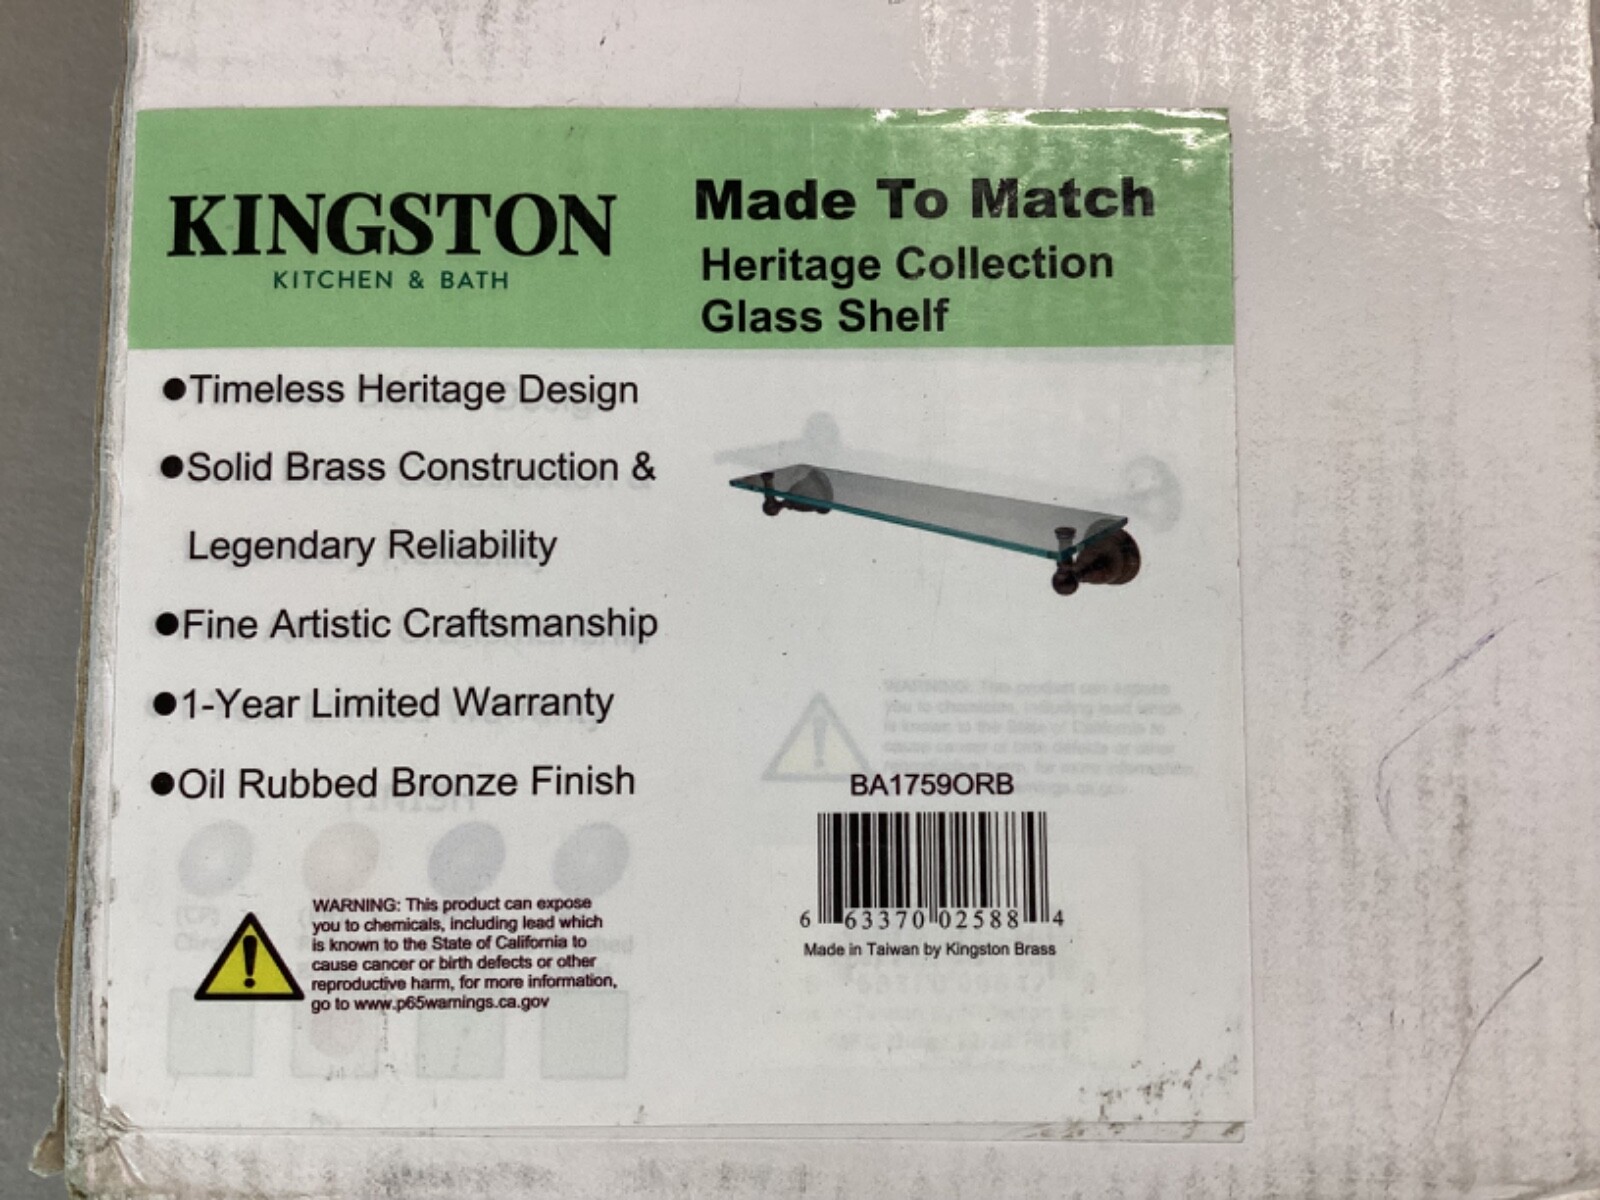 KINGSTON
KITCHEN & BATH
Made To Match
Heritage Collection
Glass Shelf
●Timeless Heritage Design
●Solid Brass Construction &
Legendary Reliability
●Fine Artistic Craftsmanship
●1-Year Limited Warranty
●Oil Rubbed Bronze Finish
WARNING: This product can expose
you to chemicals, including lead which
is known to the State of California to
cause cancer or birth defects or other
reproductive harm, for more information,
go to www.p65warnings.ca.gov
BA1759ORB
6 63370 02588 4
Made in Taiwan by Kingston Brass